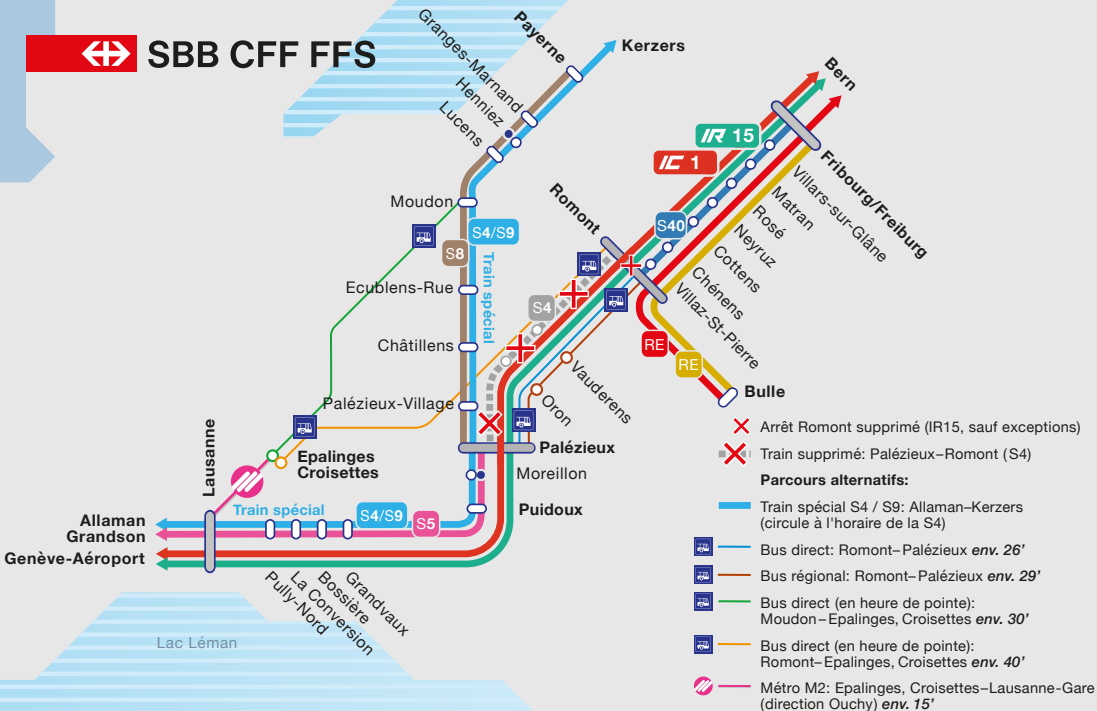 SBB CFF FFS
Payerne
Kerzers
Granges-Marnand
Henniez
Lucens
Bern
IR 15
IC 1
Fribourg/Freiburg
Villars-sur-Glâne
Matran
Rosé
Neyruz
Cottens
Chénens
Villaz-St-Pierre
Romont
S40
Moudon
S4/S9
S8
Train spécial
Ecublens-Rue
S4
Châtillens
RE
RE
Bulle
Vauderens
Oron
Palézieux-Village
Palézieux
Lausanne
Epalinges
Croisettes
Moreillon
Puidoux
Train spécial
S4/S9
S5
Allaman
Grandson
Genève-Aéroport
Grandvaux
Bossière
La Conversion
Pully-Nord
Lac Léman
Arrêt Romont supprimé (IR15, sauf exceptions)
Train supprimé: Palézieux–Romont (S4)
Parcours alternatifs:
Train spécial S4 / S9: Allaman–Kerzers
(circule à l'horaire de la S4)
Bus direct: Romont–Palézieux env. 26’
Bus régional: Romont–Palézieux env. 29’
Bus direct (en heure de pointe):
Moudon–Epalinges, Croisettes env. 30’
Bus direct (en heure de pointe):
Romont–Epalinges, Croisettes env. 40’
Métro M2: Epalinges, Croisettes–Lausanne-Gare
(direction Ouchy) env. 15’